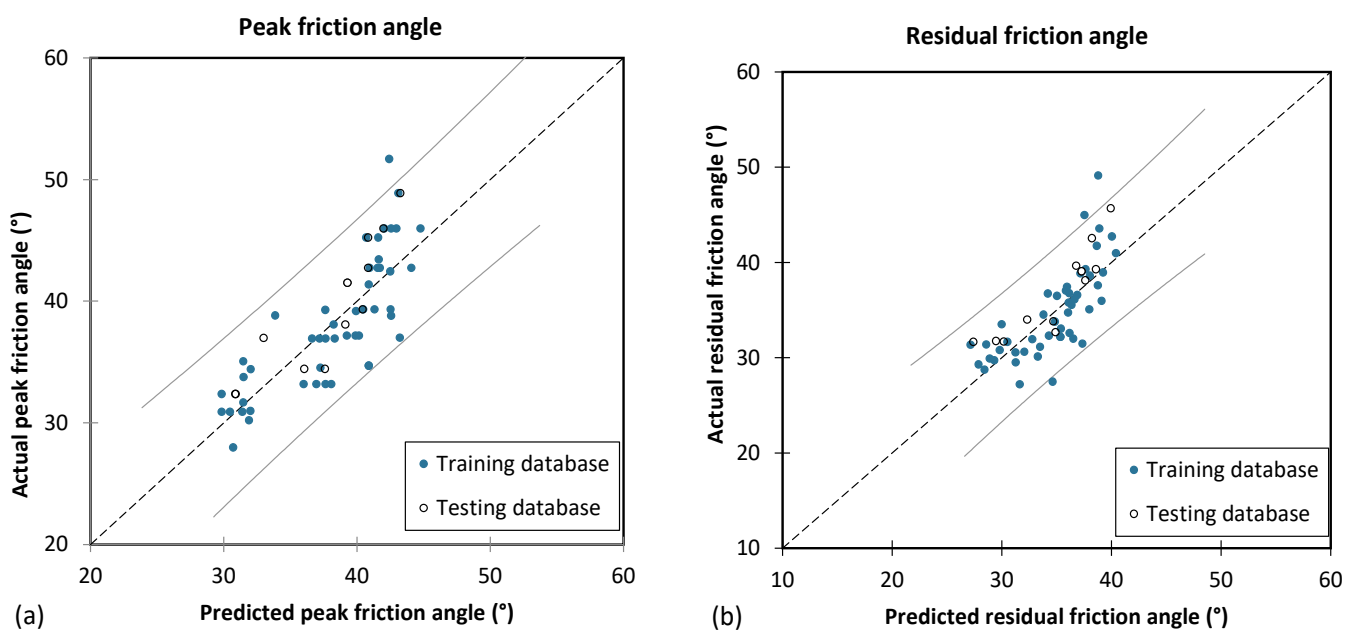 Peak friction angle
60
50
40
30
20
20
30
40
50
60
Actual peak friction angle (°)
Predicted peak friction angle (°)
Training database
Testing database
(a)
Residual friction angle
60
50
40
30
20
10
10
20
30
40
50
60
Actual residual friction angle (°)
Predicted residual friction angle (°)
Training database
Testing database
(b)